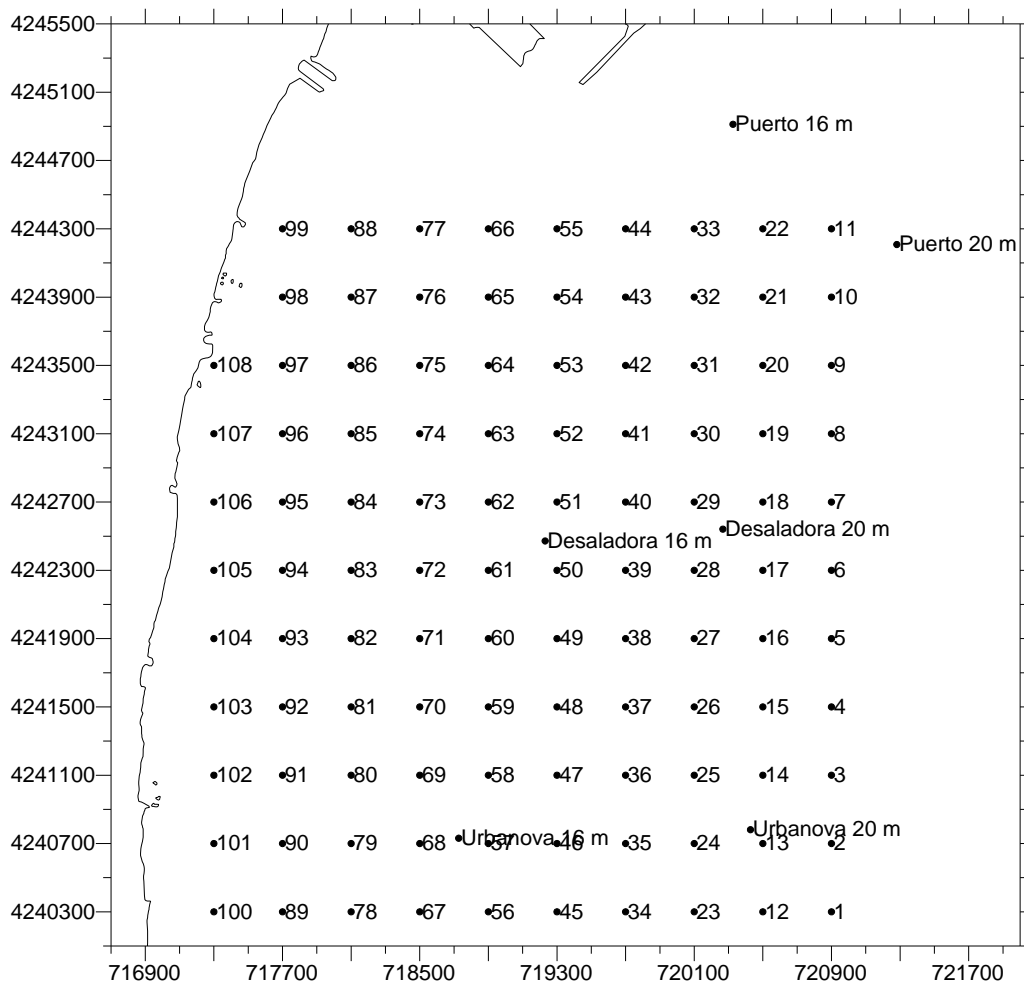 4245500
4245100
Puerto 16 m
4244700
4244300 99 88 77 66 55 44 33 22 11
Puerto 20 m
4243900 98 87 76 65 54 43 32 21 10
4243500 108 97 86 75 64 53 42 31 20 9
4243100 107 96 85 74 63 52 41 30 19 8
4242700 106 95 84 73 62 51 40 29 18 7
Desaladora 20 m
Desaladora 16 m
4242300 105 94 83 72 61 50 39 28 17 6
4241900 104 93 82 71 60 49 38 27 16 5
4241500 103 92 81 70 59 48 37 26 15 4
4241100 102 91 80 69 58 47 36 25 14 3
Urbanova 20 m
Urbanova 16 m
4240700 101 90 79 68 57 46 35 24 13 2
4240300 100 89 78 67 56 45 34 23 12 1
716900 717700 718500 719300 720100 720900 721700